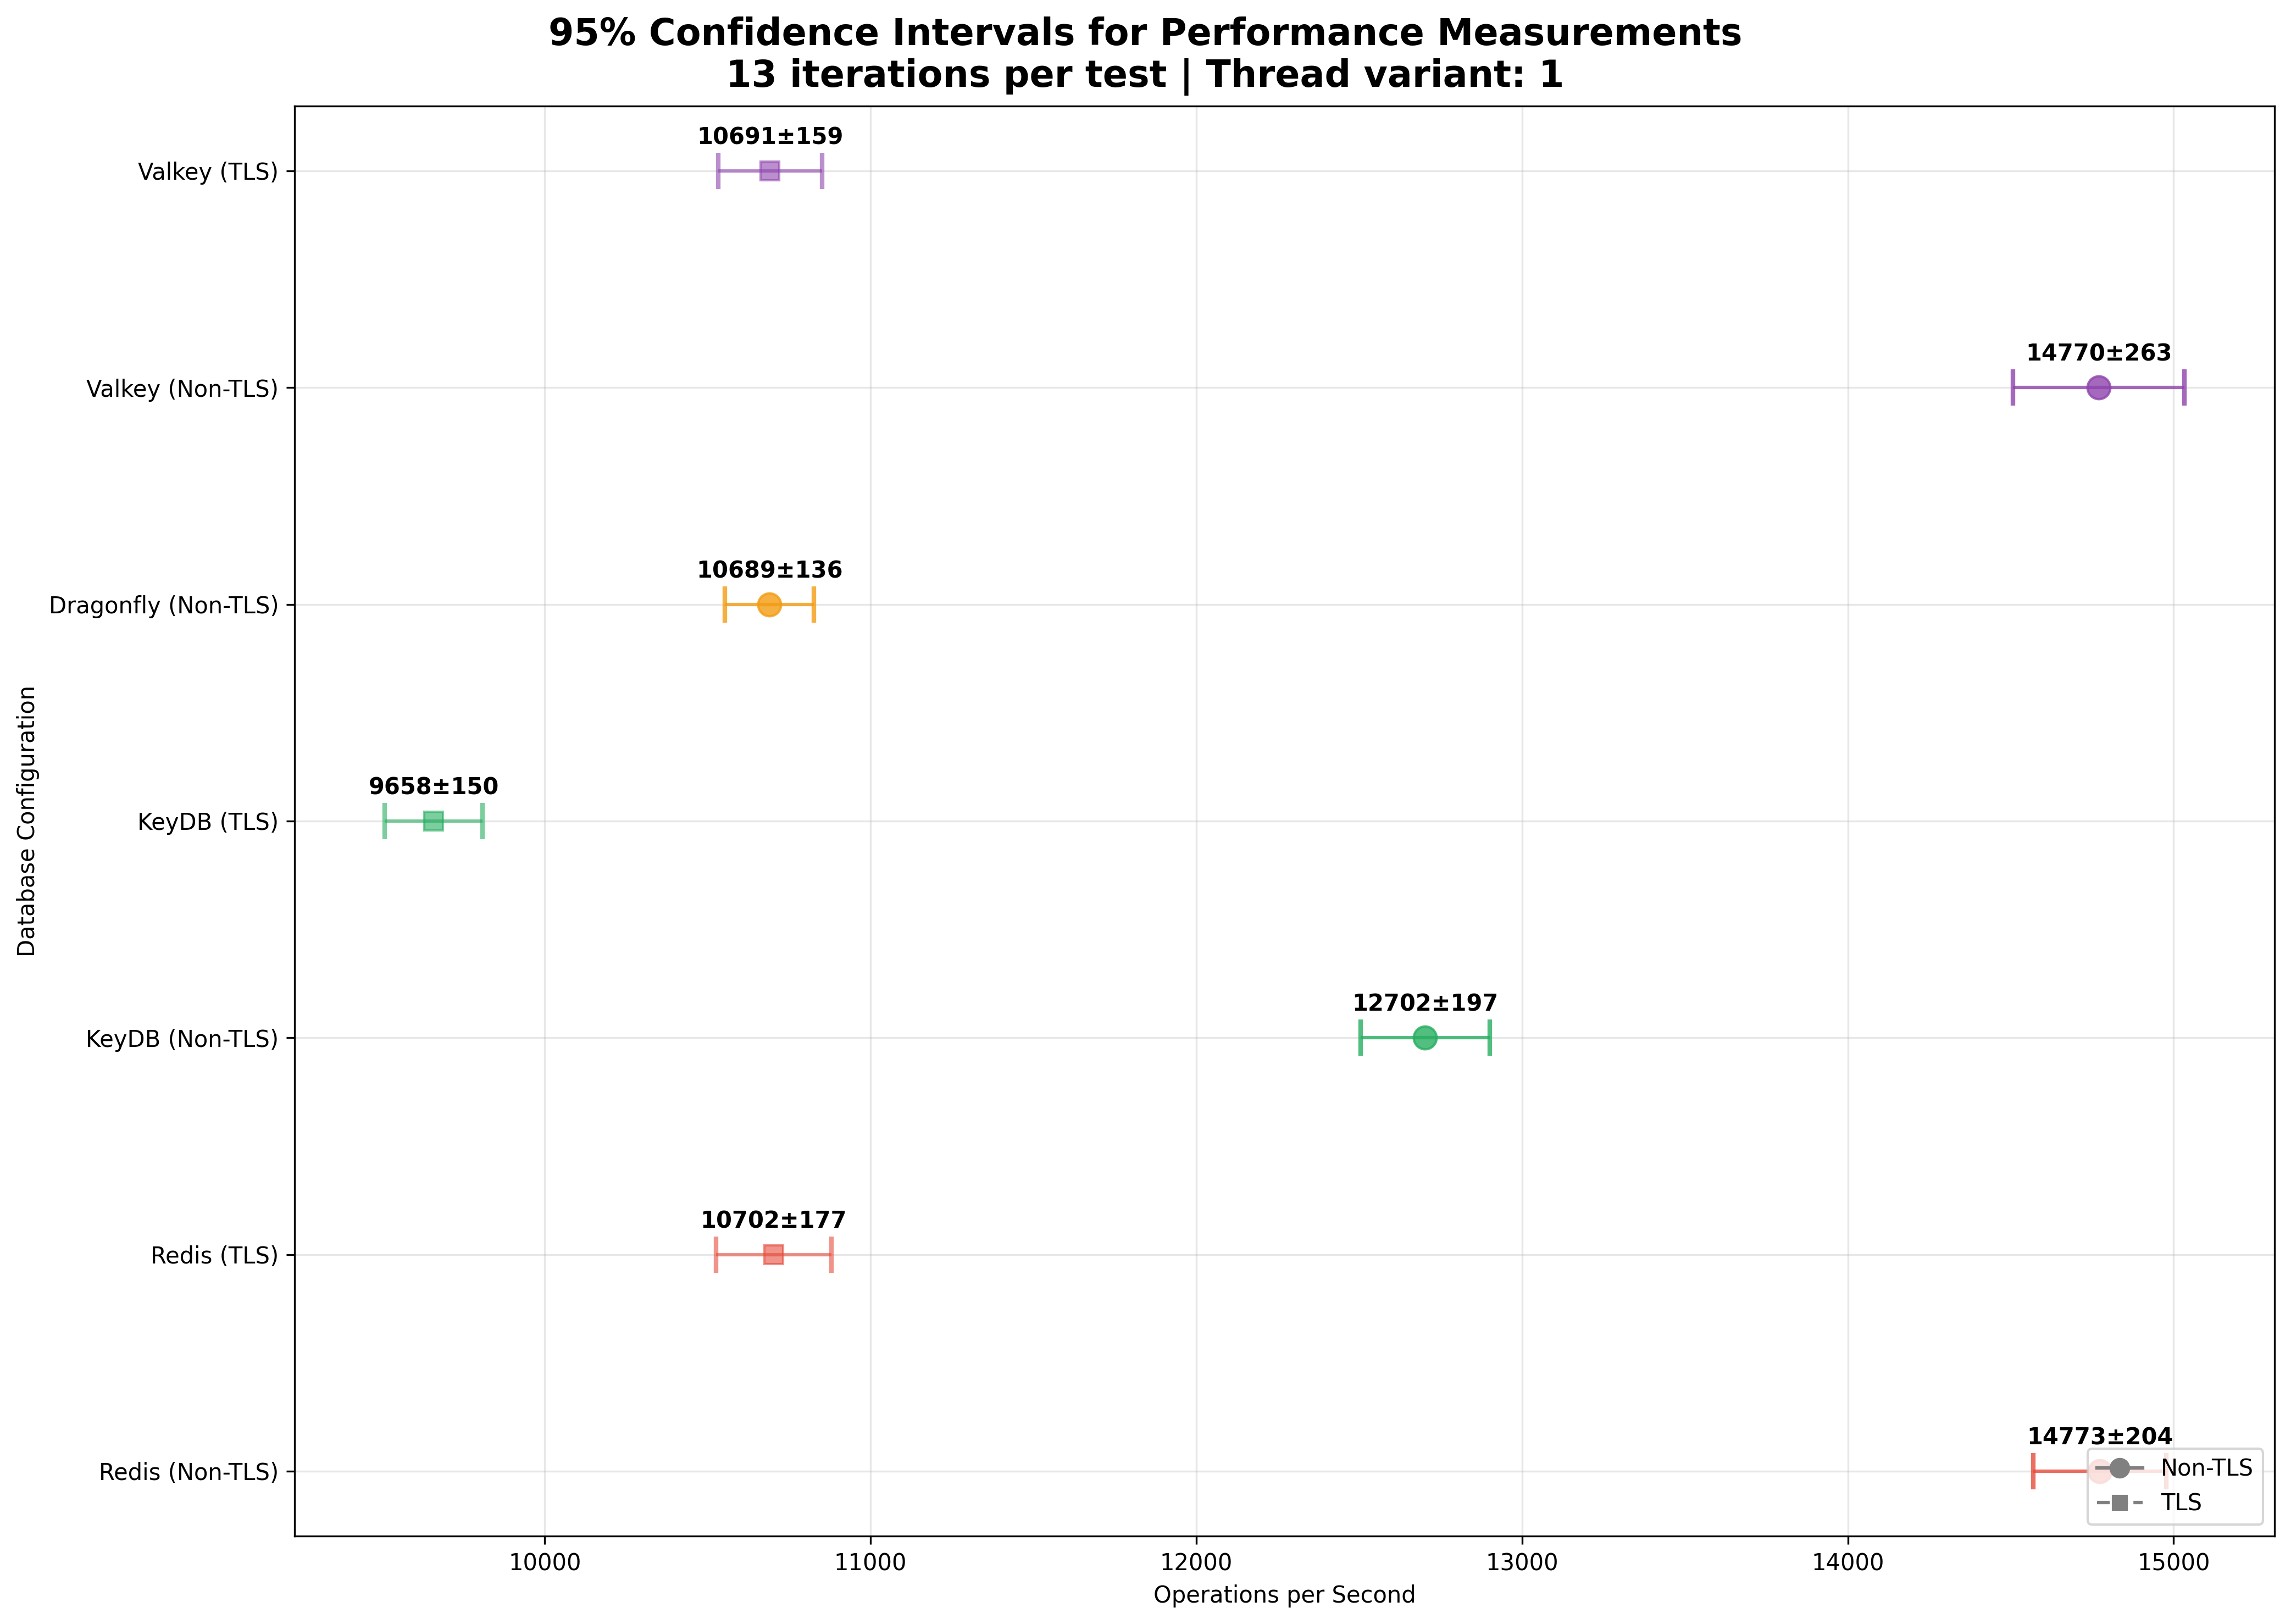 95% Confidence Intervals for Performance Measurements
13 iterations per test | Thread variant: 1
Valkey (TLS)
10691±159
Valkey (Non-TLS)
14770±263
Dragonfly (Non-TLS)
10689±136
KeyDB (TLS)
9658±150
KeyDB (Non-TLS)
12702±197
Redis (TLS)
10702±177
Redis (Non-TLS)
14773±204
Non-TLS
TLS
Database Configuration
10000
11000
12000
13000
14000
15000
Operations per Second